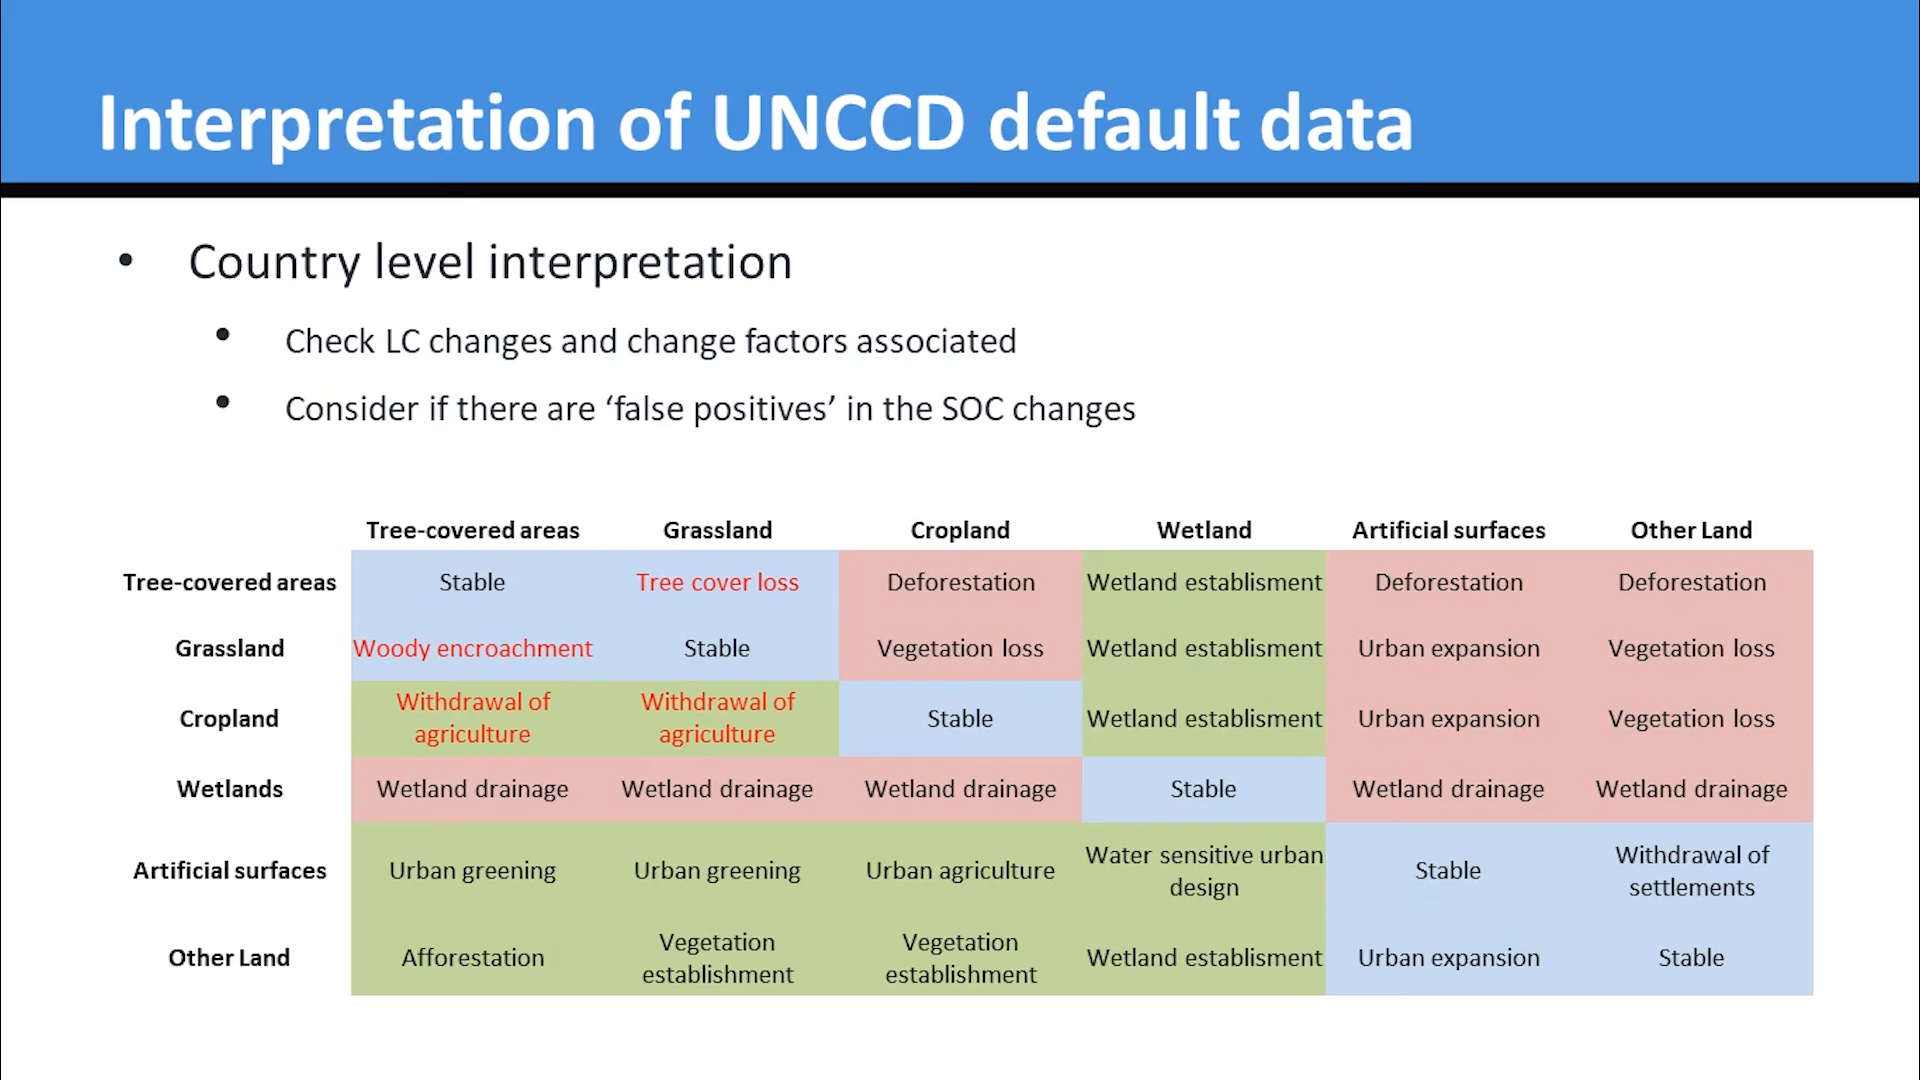 Interpretation of UNCCD default data
• Country level interpretation
• Check LC changes and change factors associated
• Consider if there are ‘false positives’ in the SOC changes
Tree-covered areas Grassland Cropland Wetland Artificial surfaces Other Land
Tree-covered areas Stable Tree cover loss Deforestation Wetland establisment Deforestation Deforestation
Grassland Woody encroachment Stable Vegetation loss Wetland establisment Urban expansion Vegetation loss
Cropland Withdrawal of agriculture Withdrawal of agriculture Stable Wetland establisment Urban expansion Vegetation loss
Wetlands Wetland drainage Wetland drainage Wetland drainage Stable Wetland drainage Wetland drainage
Artificial surfaces Urban greening Urban greening Urban agriculture Water sensitive urban design Stable Withdrawal of settlements
Other Land Afforestation Vegetation establishment Vegetation establishment Wetland establisment Urban expansion Stable